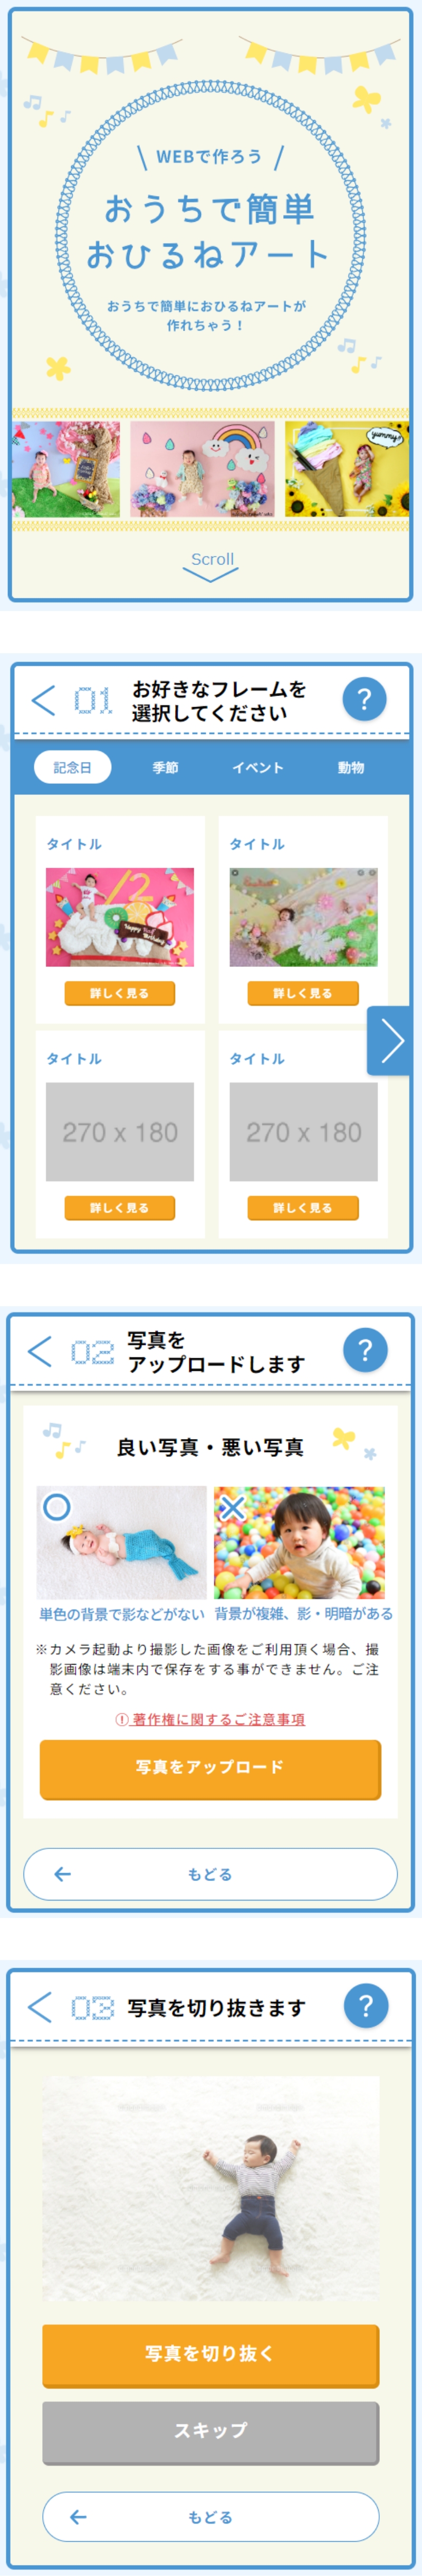 WEBで作ろう
おうちで簡単
おひるねアート
おうちで簡単におひるねアートが
作れちゃう！
yummy!
Scroll
01
お好きなフレームを
選択してください
?
記念日 季節 イベント 動物
タイトル
1/2
Happy Birthday
詳しく見る
タイトル
詳しく見る
タイトル
270 x 180
詳しく見る
タイトル
270 x 180
詳しく見る
02
写真を
アップロードします
?
良い写真・悪い写真
単色の背景で影などがない
背景が複雑、影・明暗がある
※カメラ起動より撮影した画像をご利用頂く場合、撮
影画像は端末内で保存をする事ができません。ご注
意ください。
! 著作権に関するご注意事項
写真をアップロード
もどる
03
写真を切り抜きます
?
写真を切り抜く
スキップ
もどる